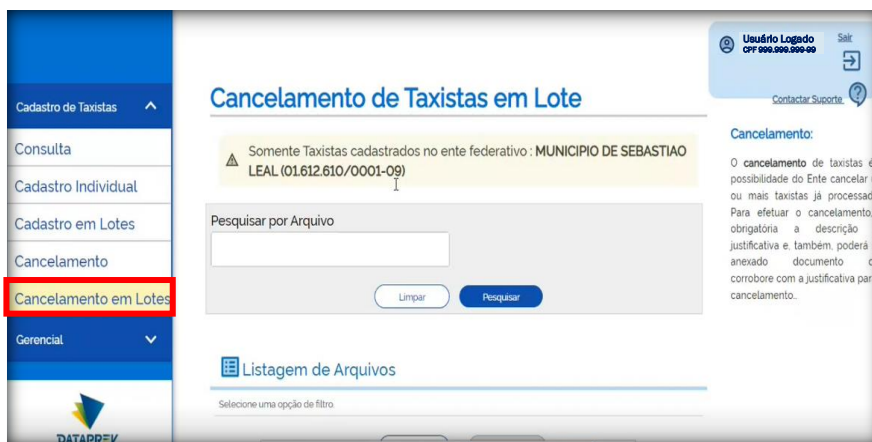 Cadastro de Taxistas
Consulta
Cadastro Individual
Cadastro em Lotes
Cancelamento
Cancelamento em Lotes
Gerencial
DATAPREV
Cancelamento de Taxistas em Lote
Somente Taxistas cadastrados no ente federativo : MUNICIPIO DE SEBASTIAO
LEAL (01.612.610/0001-09)
Pesquisar por Arquivo
Limpar
Pesquisar
Listagem de Arquivos
Selecione uma opção de filtro.
Usuário Logado
CPF 999.999.999-99
Sair
Contactar Suporte
Cancelamento:
O cancelamento de taxistas é
possibilidade do Ente cancelar
ou mais taxistas já processad
Para efetuar o cancelamento,
obrigatória a descrição
justificativa e, também, poderá
anexado documento
corrobore com a justificativa par
cancelamento..